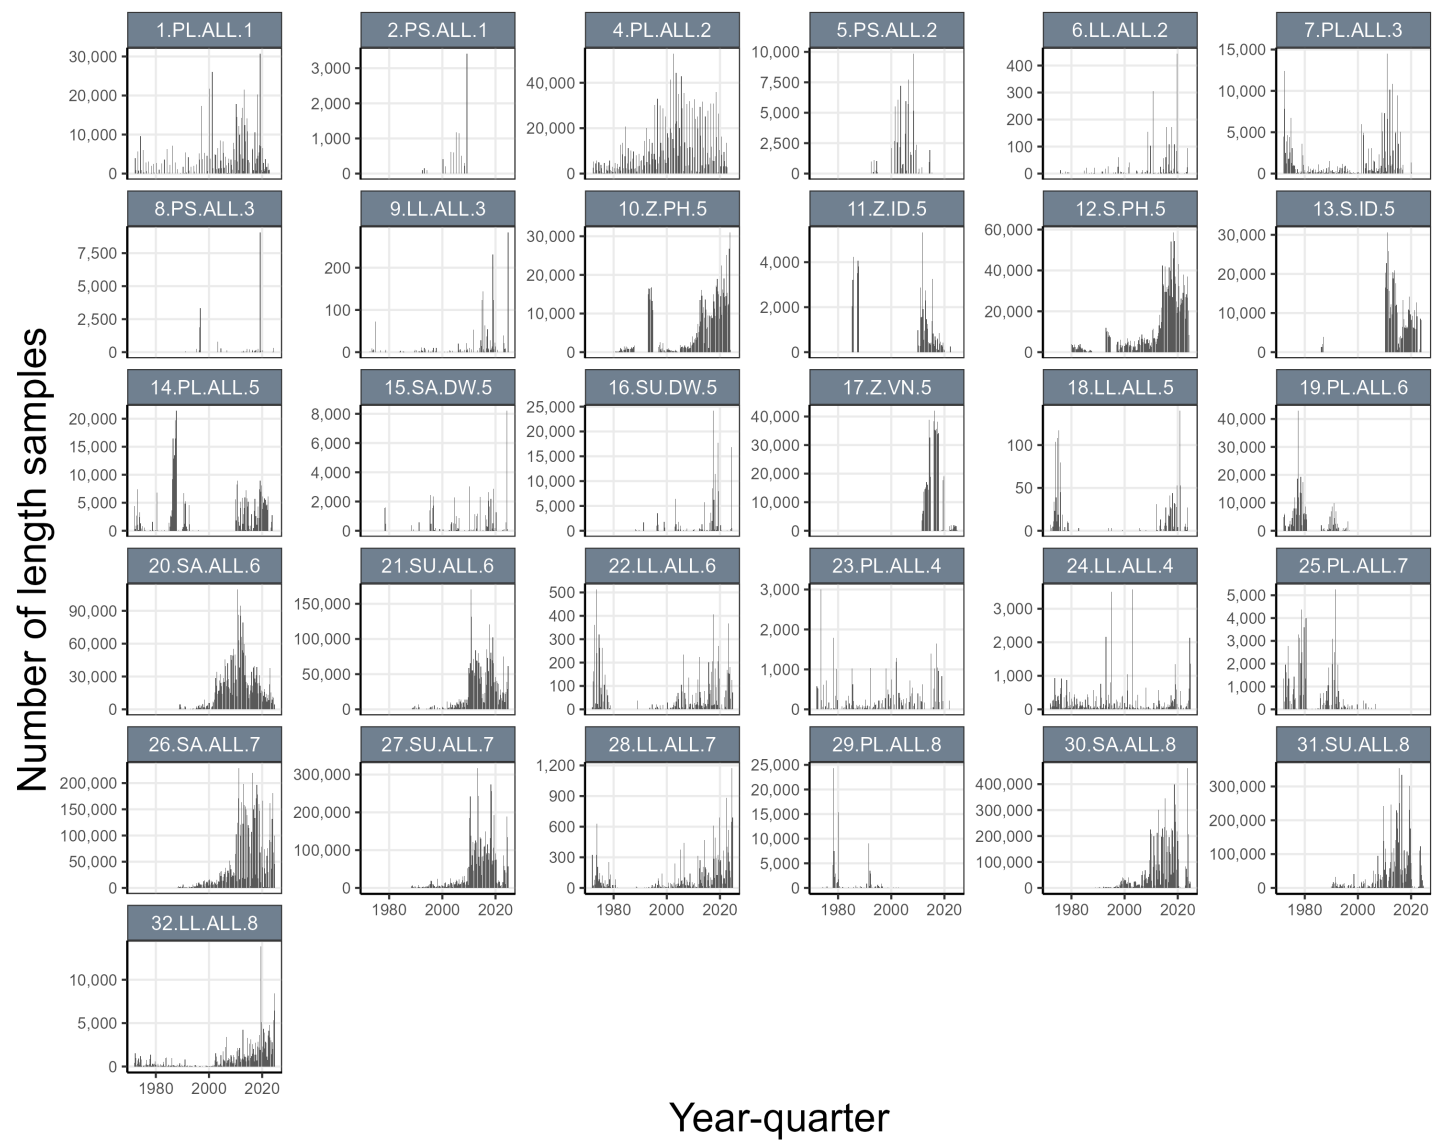 1.PL.ALL.1 2.PS.ALL.1 4.PL.ALL.2 5.PS.ALL.2 6.LL.ALL.2 7.PL.ALL.3
30,000 3,000 40,000 10,000 400 15,000
20,000 2,000 20,000 7,500 300 10,000
10,000 1,000 0 5,000 200 5,000
0 0 2,500 100 0
0 0
8.PS.ALL.3 9.LL.ALL.3 10.Z.PH.5 11.Z.ID.5 12.S.PH.5 13.S.ID.5
7,500 200 30,000 4,000 60,000 30,000
5,000 100 20,000 2,000 40,000 20,000
2,500 0 10,000 0 20,000 10,000
0 0 0 0
14.PL.ALL.5 15.SA.DW.5 16.SU.DW.5 17.Z.VN.5 18.LL.ALL.5 19.PL.ALL.6
20,000 8,000 25,000 40,000 100 40,000
15,000 6,000 20,000 30,000 50 30,000
10,000 4,000 15,000 20,000 0 20,000
5,000 2,000 10,000 10,000 10,000
0 0 5,000 0 0
0
20.SA.ALL.6 21.SU.ALL.6 22.LL.ALL.6 23.PL.ALL.4 24.LL.ALL.4 25.PL.ALL.7
90,000 150,000 500 3,000 3,000 5,000
60,000 100,000 400 2,000 2,000 4,000
30,000 50,000 300 1,000 1,000 3,000
0 0 200 0 0 2,000
100 1,000
0 0
26.SA.ALL.7 27.SU.ALL.7 28.LL.ALL.7 29.PL.ALL.8 30.SA.ALL.8 31.SU.ALL.8
200,000 300,000 1,200 25,000 400,000 300,000
150,000 200,000 900 20,000 300,000 200,000
100,000 100,000 600 15,000 200,000 100,000
50,000 0 300 10,000 100,000 0
0 0 5,000 0
0
1980 2000 2020 1980 2000 2020 1980 2000 2020 1980 2000 2020 1980 2000 2020
32.LL.ALL.8
10,000
5,000
0
1980 2000 2020
Number of length samples
Year-quarter